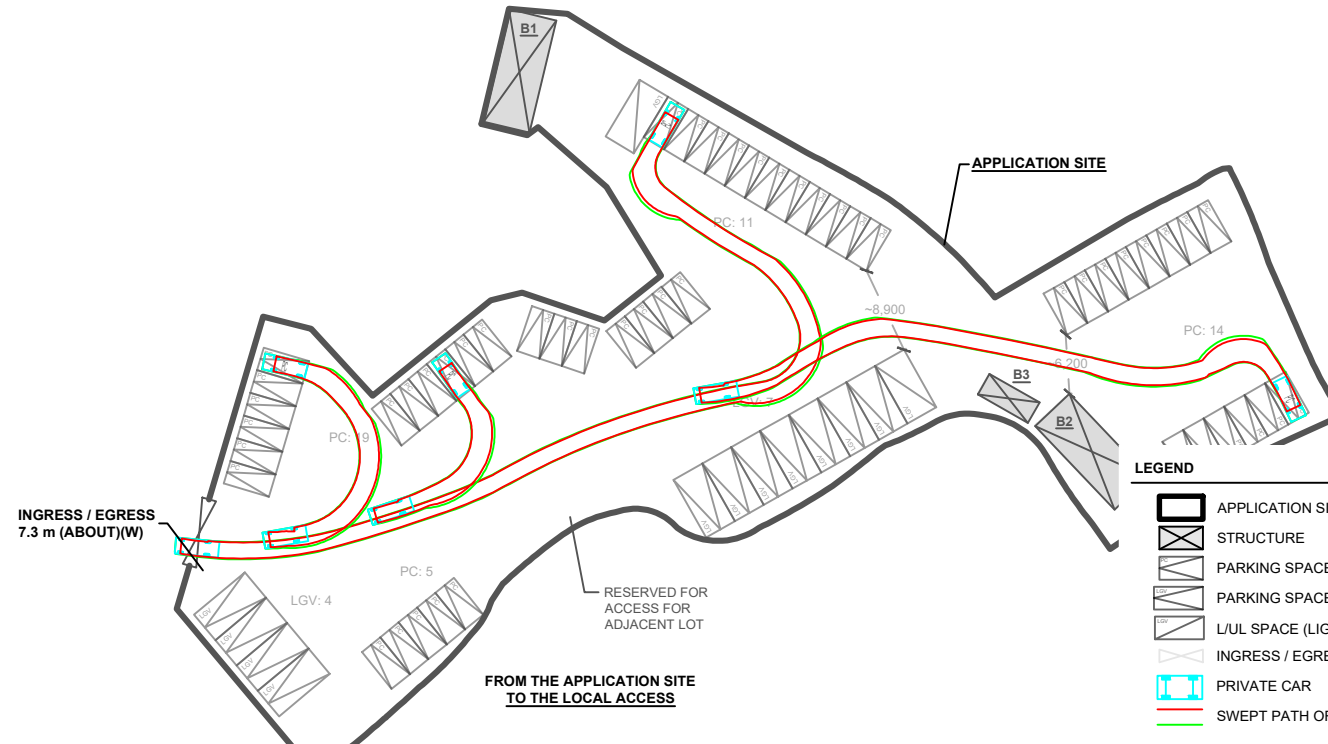 B1
APPLICATION SITE
PC: 11
~8,900
PC: 14
6,200
B3
B2
PC: 19
INGRESS / EGRESS
7.3 m (ABOUT)(W)
PC: 5
LGV: 4
RESERVED FOR
ACCESS FOR
ADJACENT LOT
FROM THE APPLICATION SITE
TO THE LOCAL ACCESS
LEGEND
APPLICATION SI
STRUCTURE
PARKING SPACE
PARKING SPACE
L/UL SPACE (LIG
INGRESS / EGRE
PRIVATE CAR
SWEPT PATH OF